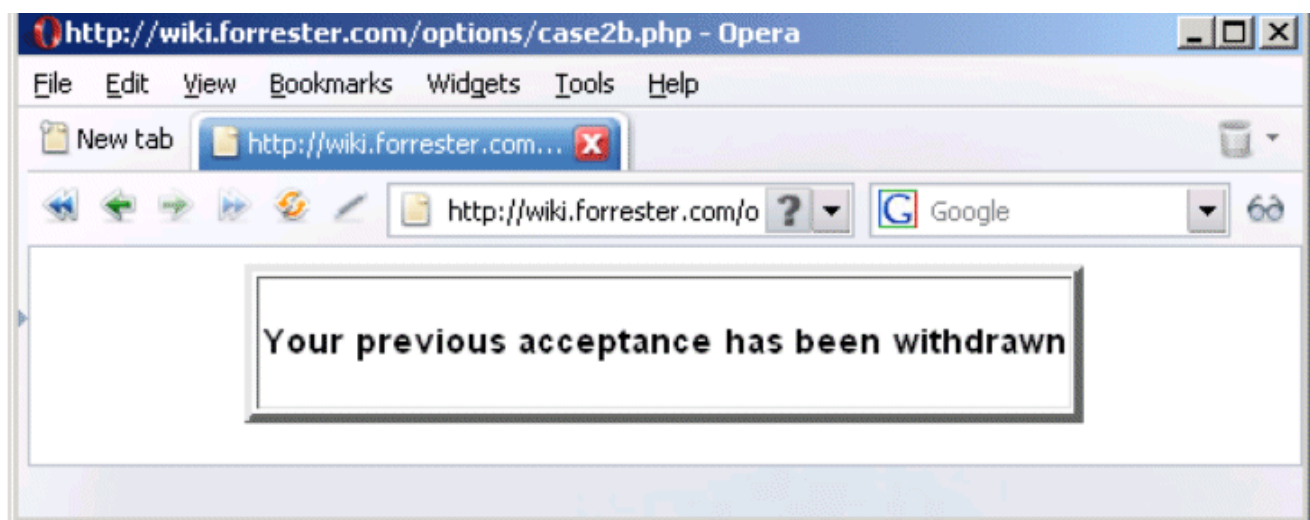 http://wiki.forrester.com/options/case2b.php - Opera
File Edit View Bookmarks Widgets Tools Help
New tab http://wiki.forrester.com...
http://wiki.forrester.com/o ? G Google
Your previous acceptance has been withdrawn